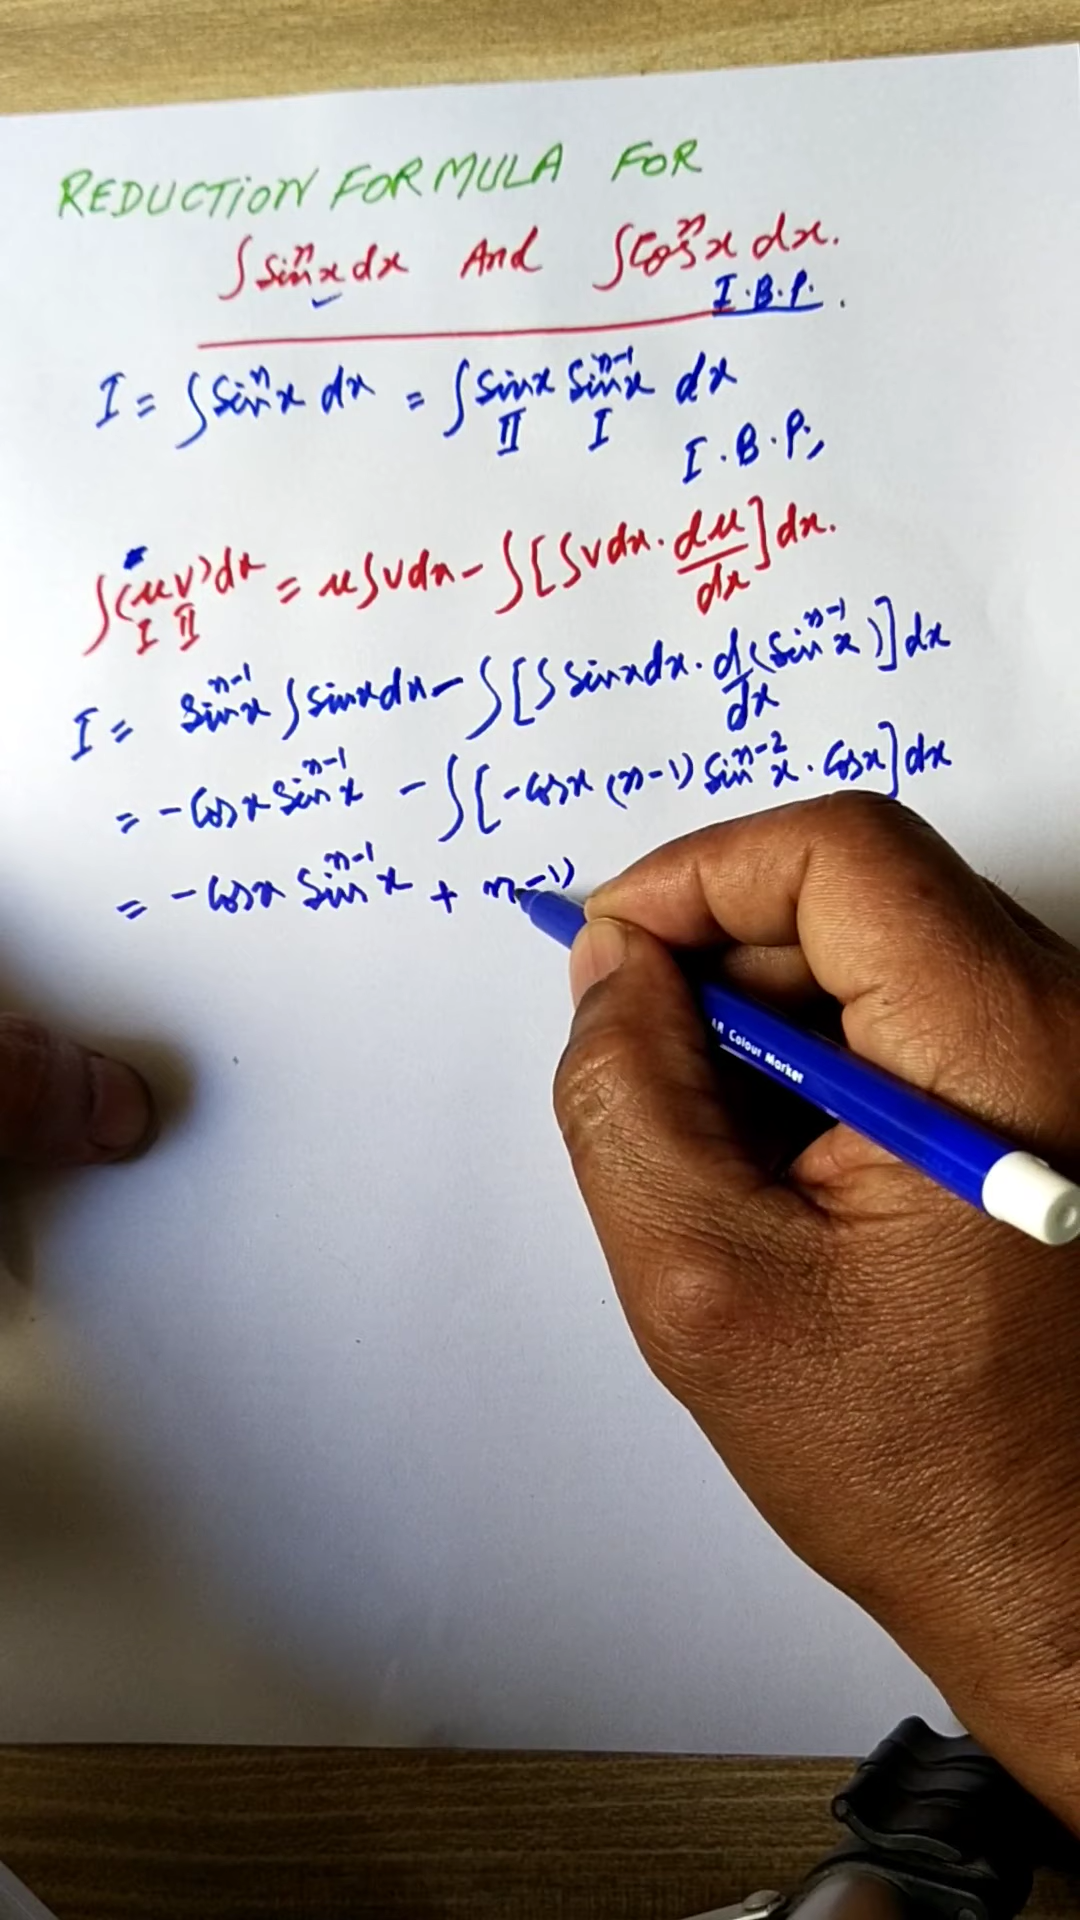 REDUCTION FORMULA FOR
∫Sinⁿx dx And ∫Cosⁿx dx.
I.B.P.
I = ∫Sinⁿx dx = ∫Sinx Sinⁿ⁻¹x dx
II I
I.B.P.,
∫(uv)dx = u∫vdx - ∫[∫vdx. du/dx]dx.
I II
I = Sinⁿ⁻¹x ∫sinxdx - ∫[∫Sinxdx. d/dx(Sinⁿ⁻¹x)]dx
= -Cosx Sinⁿ⁻¹x - ∫[-Cosx (n-1) Sinⁿ⁻²x. Cosx]dx
= -Cosx Sinⁿ⁻¹x + n-1)
Colour Marker